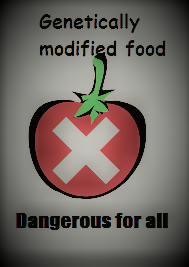 Genetically
modified food
Dangerous for all